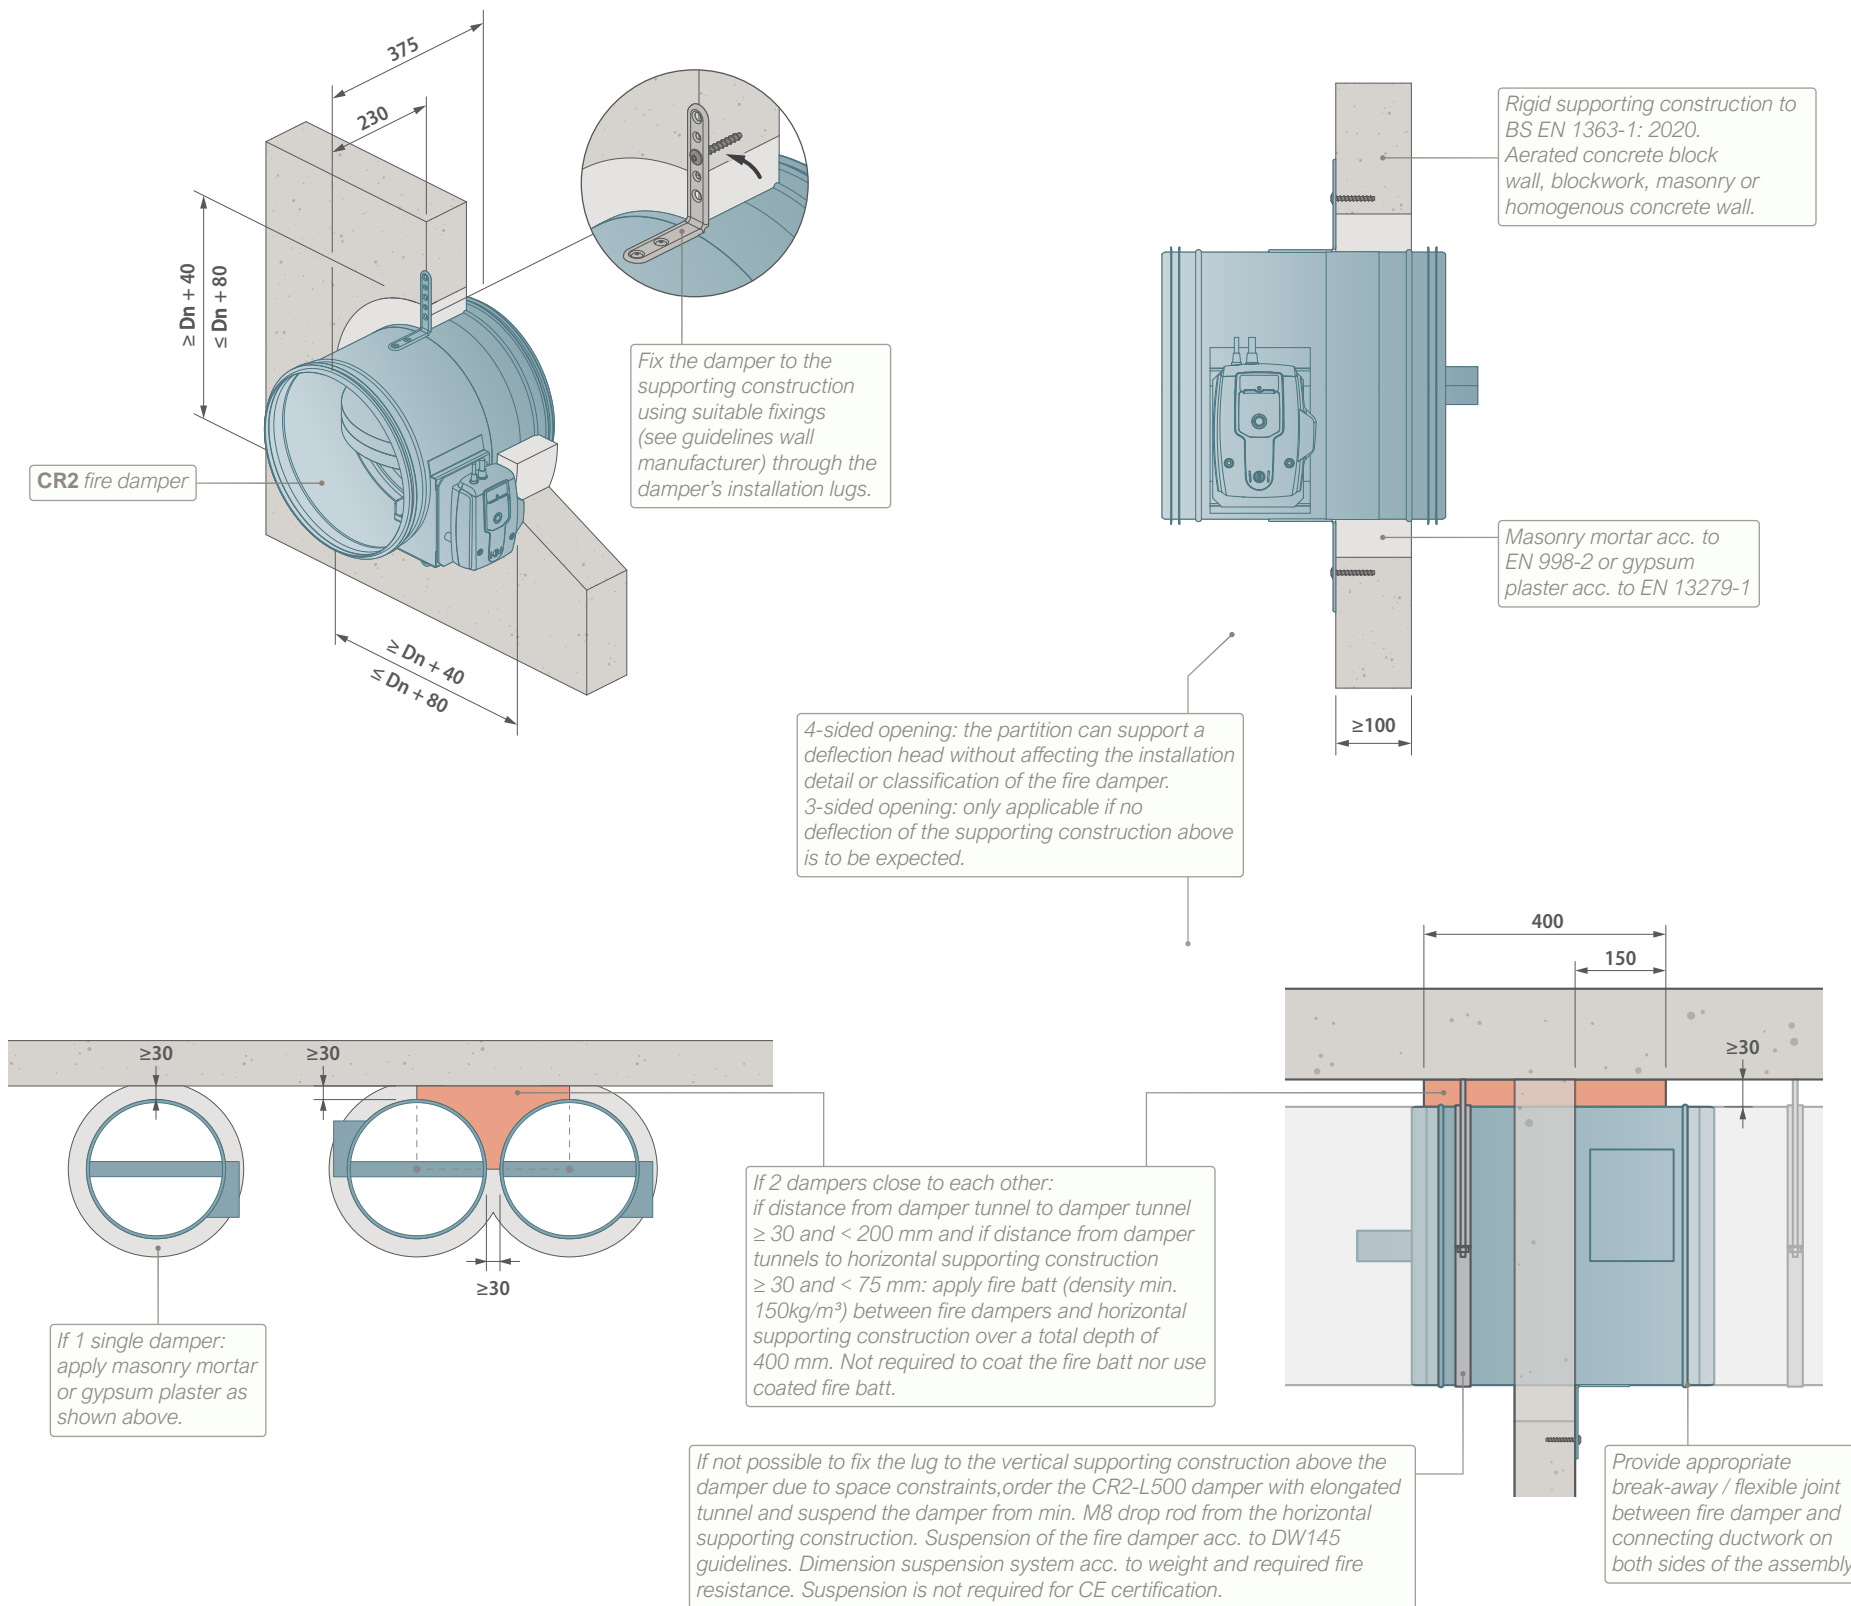 375
230
≥ Dn + 40
≤ Dn + 80
CR2 fire damper
Fix the damper to the
supporting construction
using suitable fixings
(see guidelines wall
manufacturer) through the
damper's installation lugs.
≥ Dn + 40
≤ Dn + 80
Rigid supporting construction to
BS EN 1363-1: 2020.
Aerated concrete block
wall, blockwork, masonry or
homogenous concrete wall.
Masonry mortar acc. to
EN 998-2 or gypsum
plaster acc. to EN 13279-1
≥100
4-sided opening: the partition can support a
deflection head without affecting the installation
detail or classification of the fire damper.
3-sided opening: only applicable if no
deflection of the supporting construction above
is to be expected.
≥30
≥30
≥30
If 1 single damper:
apply masonry mortar
or gypsum plaster as
shown above.
If 2 dampers close to each other:
if distance from damper tunnel to damper tunnel
≥ 30 and < 200 mm and if distance from damper
tunnels to horizontal supporting construction
≥ 30 and < 75 mm: apply fire batt (density min.
150kg/m³) between fire dampers and horizontal
supporting construction over a total depth of
400 mm. Not required to coat the fire batt nor use
coated fire batt.
400
150
≥30
If not possible to fix the lug to the vertical supporting construction above the
damper due to space constraints,order the CR2-L500 damper with elongated
tunnel and suspend the damper from min. M8 drop rod from the horizontal
supporting construction. Suspension of the fire damper acc. to DW145
guidelines. Dimension suspension system acc. to weight and required fire
resistance. Suspension is not required for CE certification.
Provide appropriate
break-away / flexible joint
between fire damper and
connecting ductwork on
both sides of the assembly